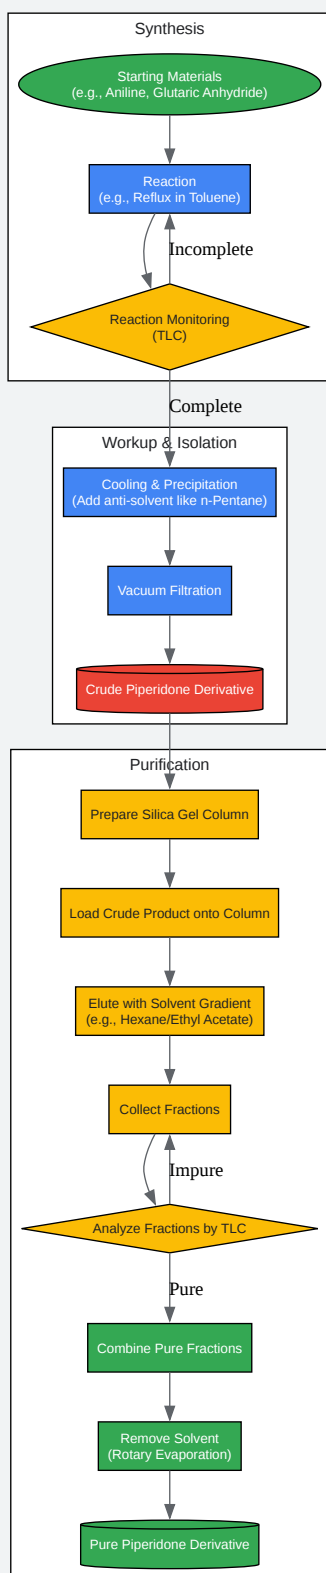 Synthesis
Starting Materials
(e.g., Aniline, Glutaric Anhydride)
Reaction
(e.g., Reflux in Toluene)
Incomplete
Reaction Monitoring
(TLC)
Complete
Workup & Isolation
Cooling & Precipitation
(Add anti-solvent like n-Pentane)
Vacuum Filtration
Crude Piperidone Derivative
Purification
Prepare Silica Gel Column
Load Crude Product onto Column
Elute with Solvent Gradient
(e.g., Hexane/Ethyl Acetate)
Collect Fractions
Impure
Analyze Fractions by TLC
Pure
Combine Pure Fractions
Remove Solvent
(Rotary Evaporation)
Pure Piperidone Derivative